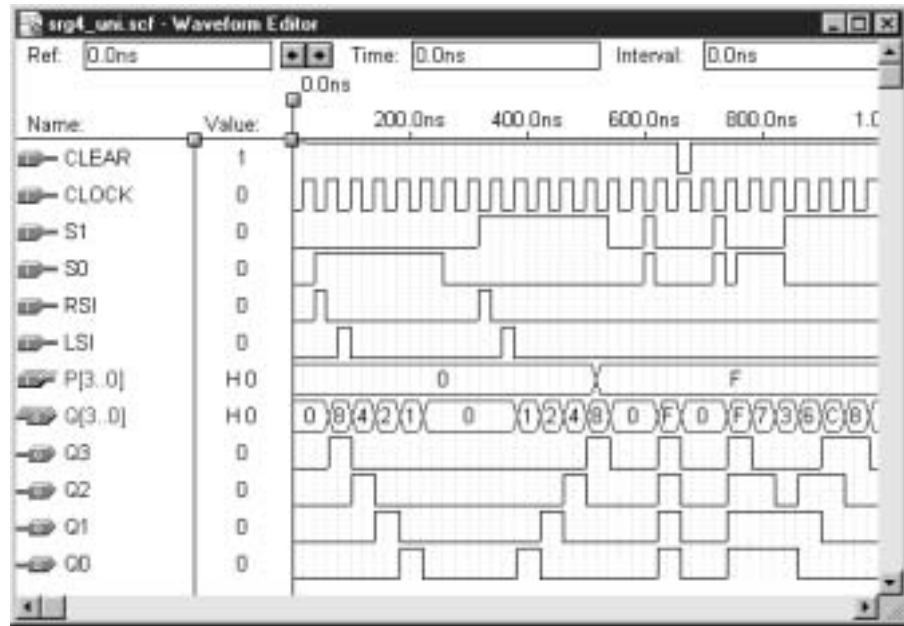 srg4_uni.scf - Waveform Editor
Ref: 0.0ns Time: 0.0ns Interval: 0.0ns
0.0ns
Name: Value: 200.0ns 400.0ns 600.0ns 800.0ns 1.0
CLEAR 1
CLOCK 0
S1 0
S0 0
RSI 0
LSI 0
P[3..0] H0 0 F
Q[3..0] H0 0 8 4 2 1 0 1 2 4 8 0 F 0 F 7 3 6 C 8
Q3 0
Q2 0
Q1 0
Q0 0